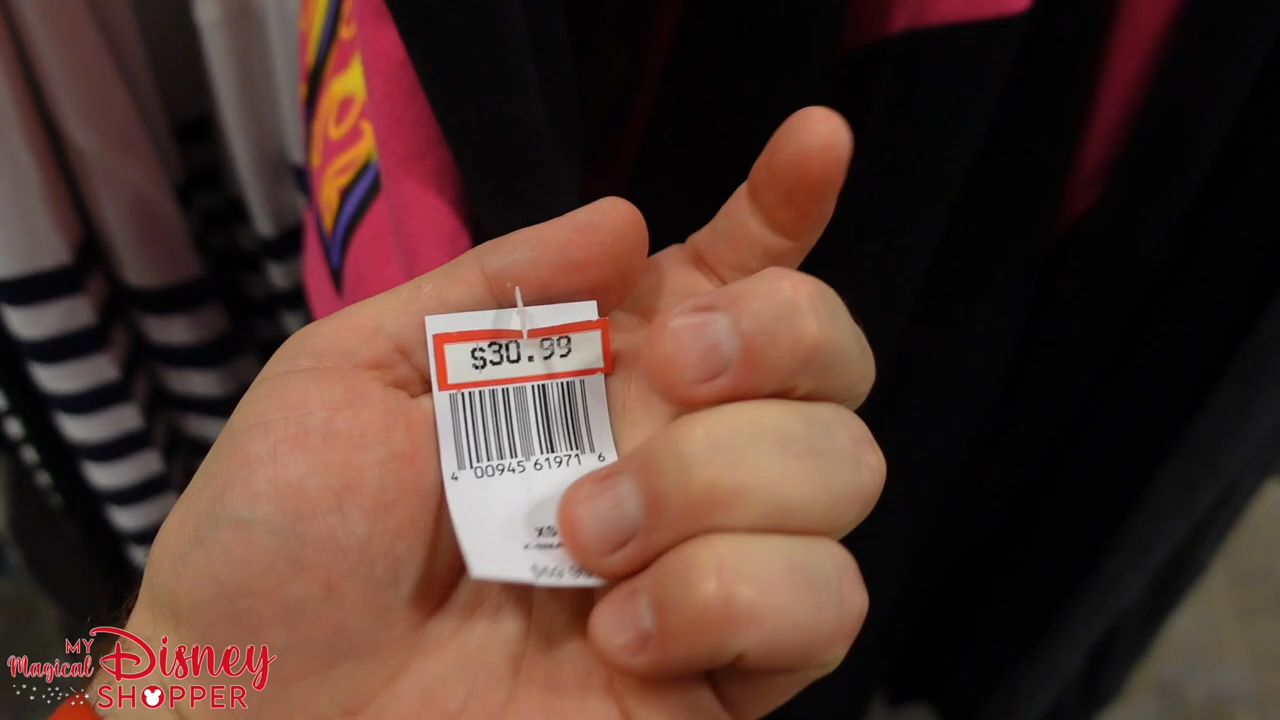 $30.99
4 00945 61971 6
XS
MY
Magical Disney
SHOPPER